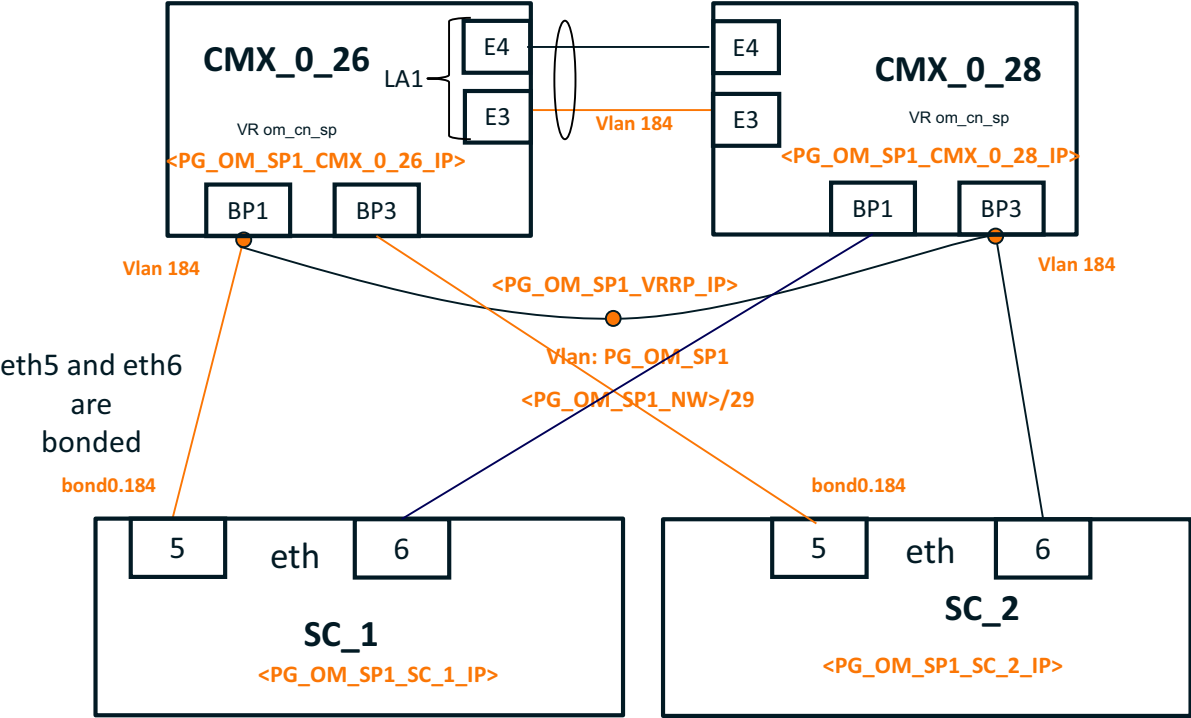 CMX_0_26
LA1
E4
E3
VR om_cn_sp
<PG_OM_SP1_CMX_0_26_IP>
BP1
BP3
Vlan 184
E4
E3
CMX_0_28
VR om_cn_sp
<PG_OM_SP1_CMX_0_28_IP>
BP1
BP3
Vlan 184
Vlan 184
<PG_OM_SP1_VRRP_IP>
Vlan: PG_OM_SP1
<PG_OM_SP1_NW>/29
eth5 and eth6
are
bonded
bond0.184
bond0.184
5
eth
6
SC_1
<PG_OM_SP1_SC_1_IP>
5
eth
6
SC_2
<PG_OM_SP1_SC_2_IP>